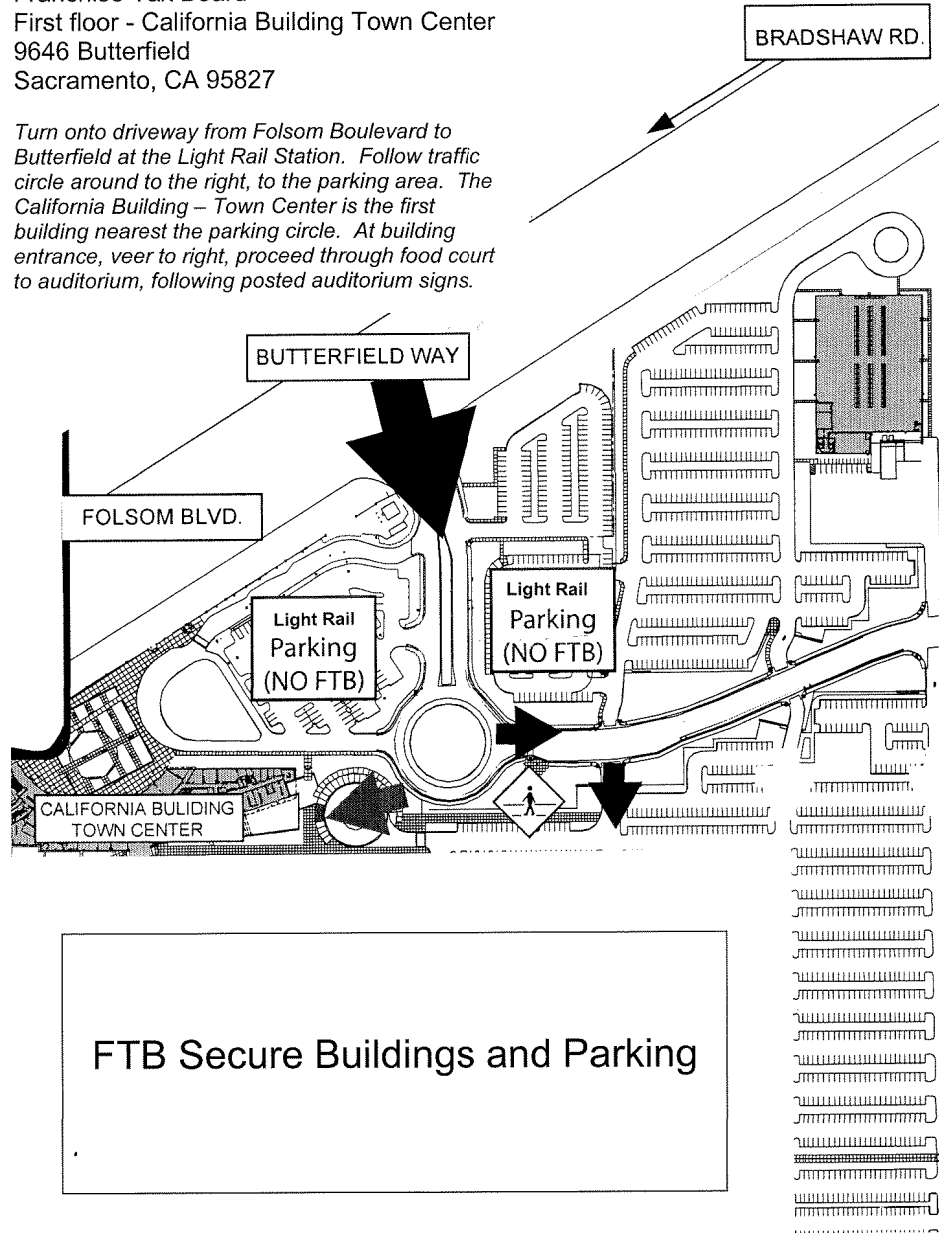 First floor - California Building Town Center
9646 Butterfield
Sacramento, CA 95827
BRADSHAW RD.
Turn onto driveway from Folsom Boulevard to
Butterfield at the Light Rail Station. Follow traffic
circle around to the right, to the parking area. The
California Building – Town Center is the first
building nearest the parking circle. At building
entrance, veer to right, proceed through food court
to auditorium, following posted auditorium signs.
BUTTERFIELD WAY
FOLSOM BLVD.
Light Rail
Parking
(NO FTB)
Light Rail
Parking
(NO FTB)
CALIFORNIA BULIDING
TOWN CENTER
FTB Secure Buildings and Parking